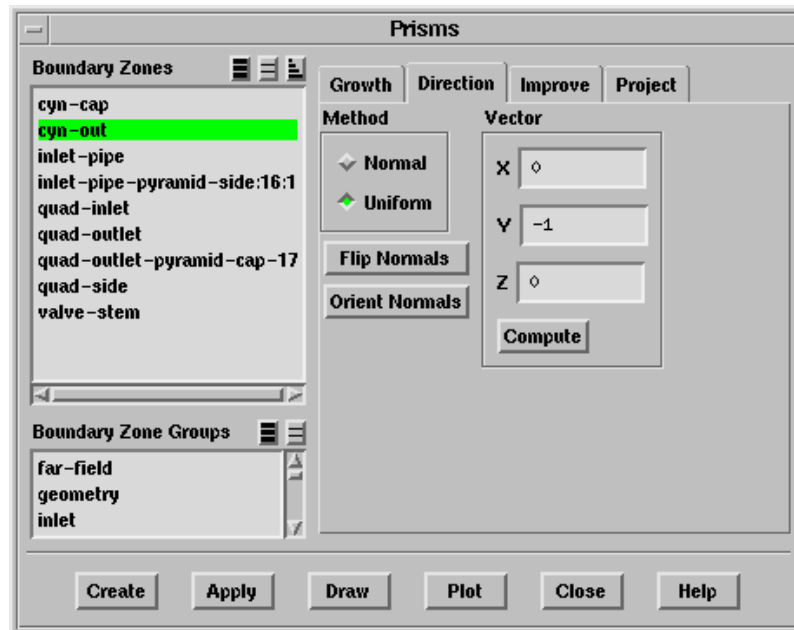 Prisms
Boundary Zones
cyn-cap
cyn-out
inlet-pipe
inlet-pipe-pyramid-side:16:1
quad-inlet
quad-outlet
quad-outlet-pyramid-cap-17
quad-side
valve-stem
Boundary Zone Groups
far-field
geometry
inlet
Growth Direction Improve Project
Method
Normal
Uniform
Flip Normals
Orient Normals
Vector
X 0
Y -1
Z 0
Compute
Create Apply Draw Plot Close Help